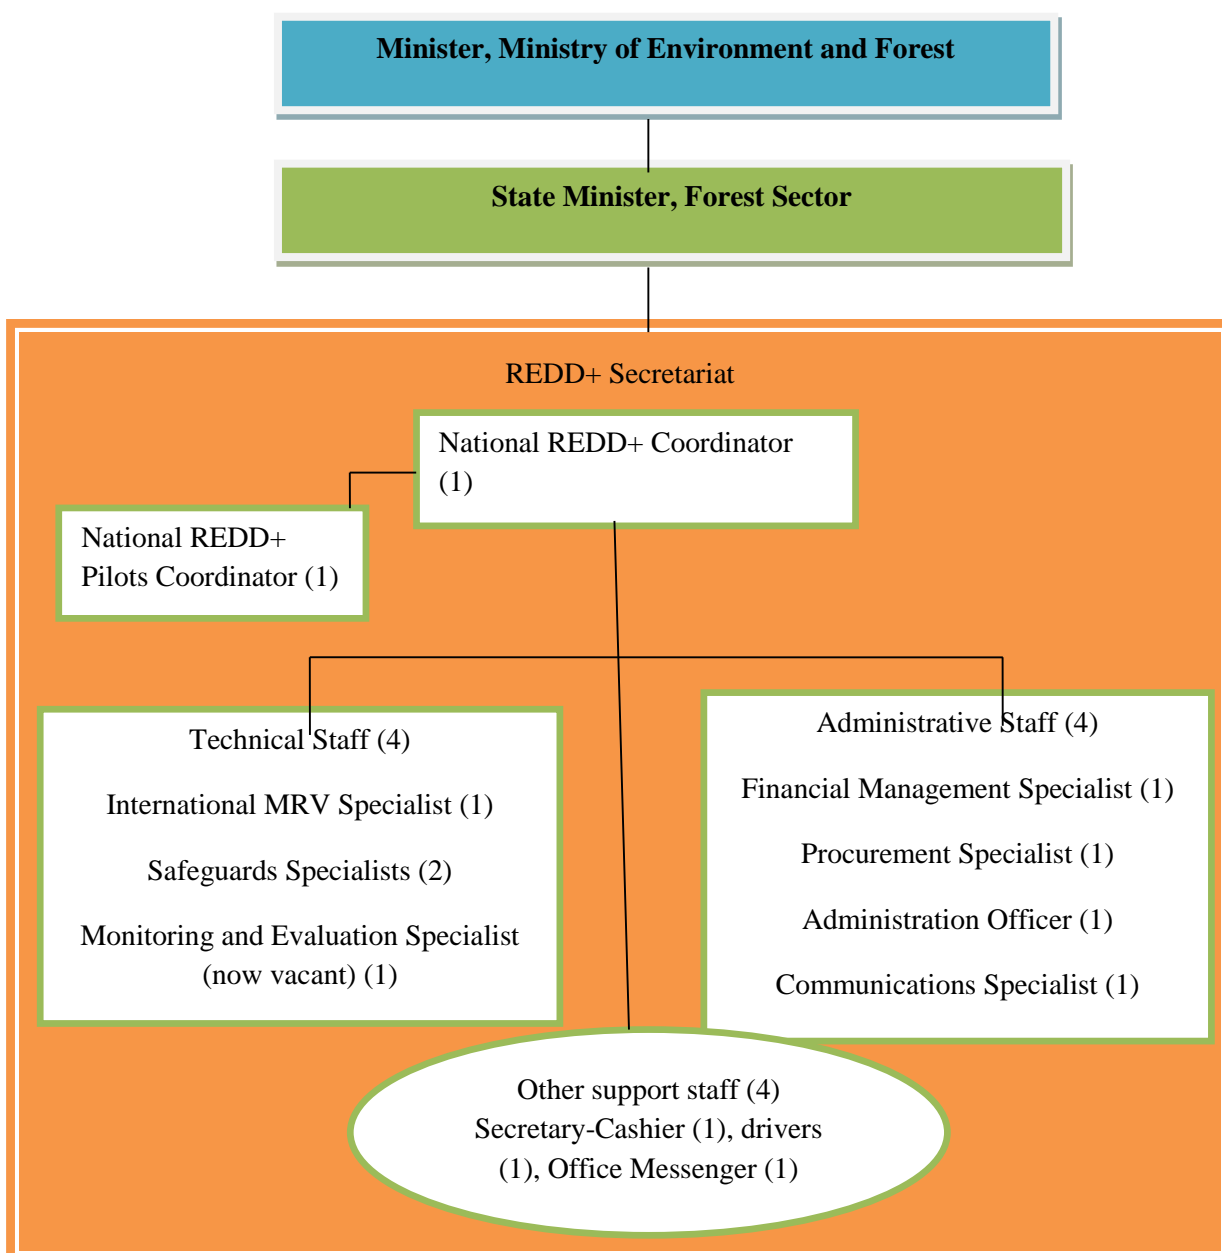 Minister, Ministry of Environment and Forest
State Minister, Forest Sector
REDD+ Secretariat
National REDD+ Coordinator
(1)
National REDD+
Pilots Coordinator (1)
Technical Staff (4)
International MRV Specialist (1)
Safeguards Specialists (2)
Monitoring and Evaluation Specialist
(now vacant) (1)
Administrative Staff (4)
Financial Management Specialist (1)
Procurement Specialist (1)
Administration Officer (1)
Communications Specialist (1)
Other support staff (4)
Secretary-Cashier (1), drivers
(1), Office Messenger (1)